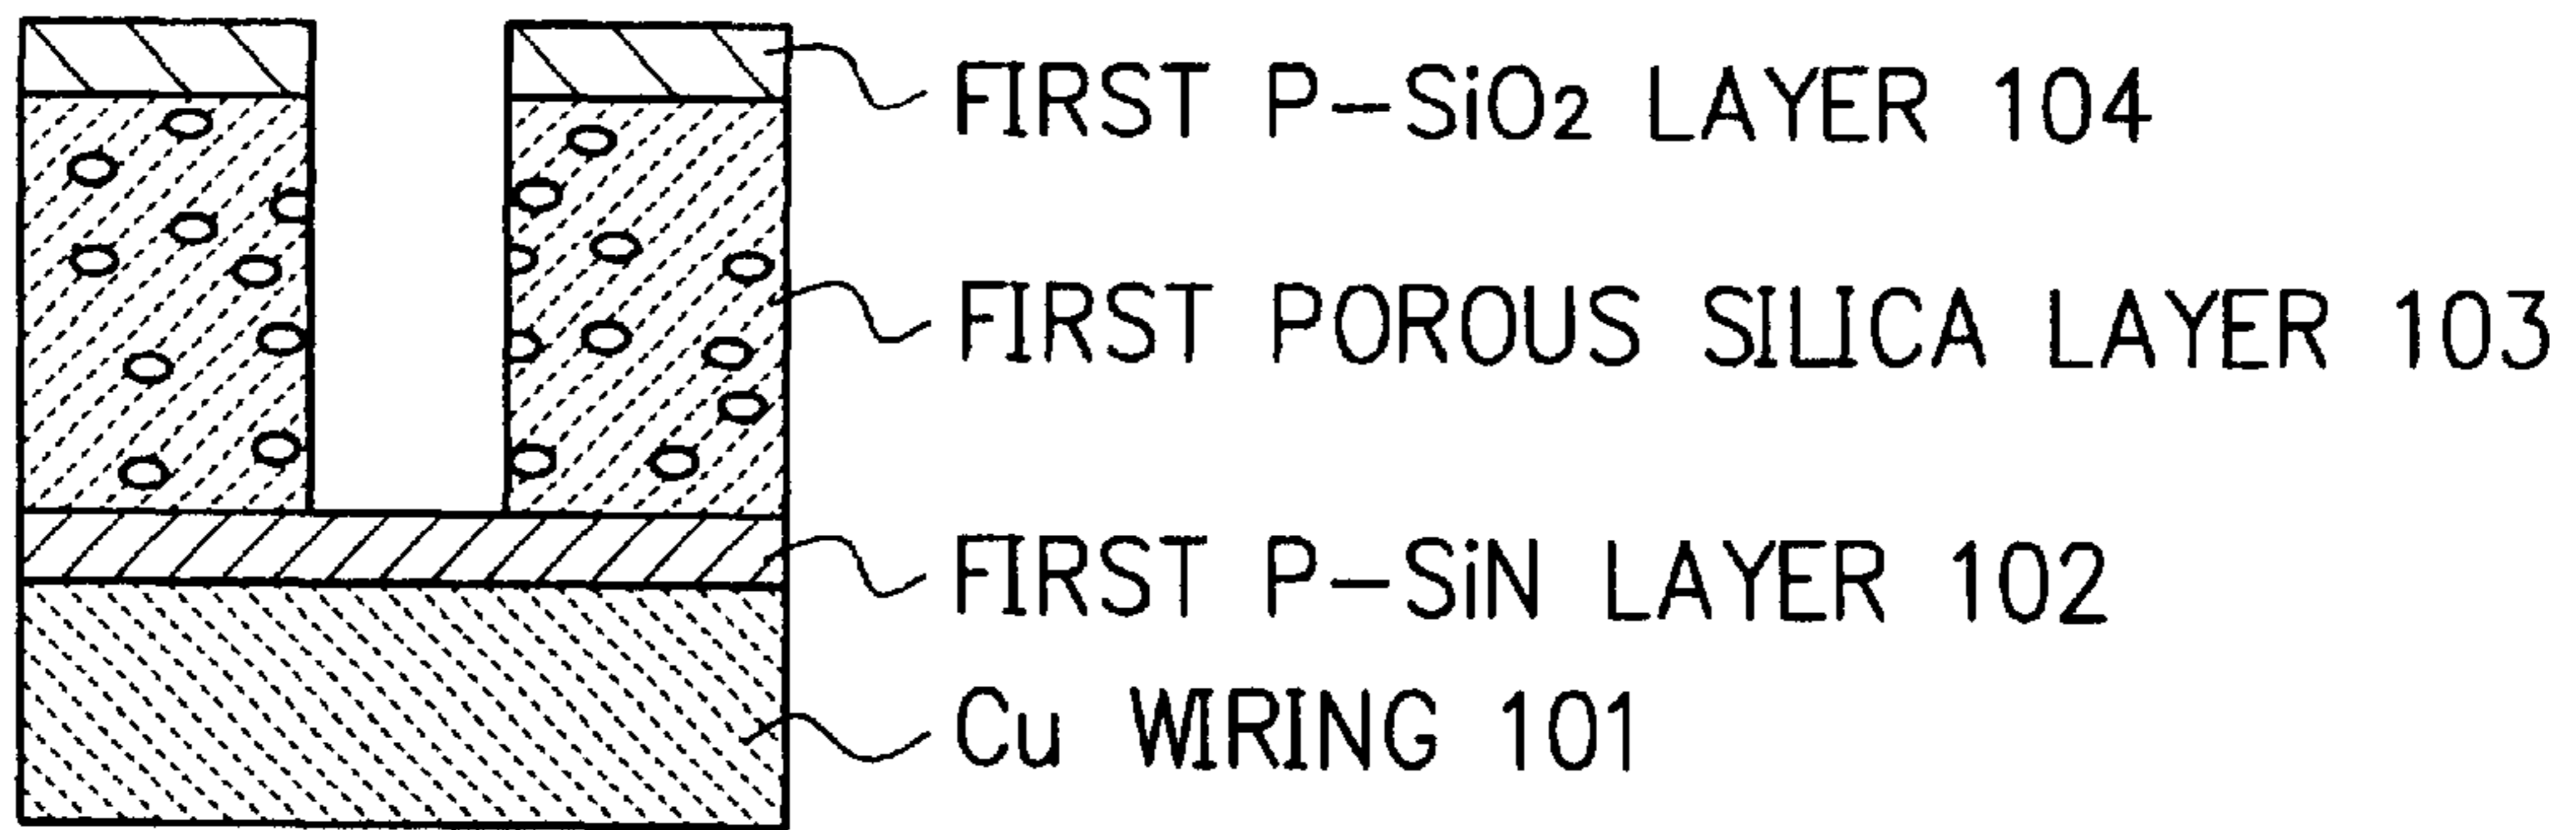 FIRST P-SiO2 LAYER 104
FIRST POROUS SILICA LAYER 103
FIRST P-SiN LAYER 102
Cu WIRING 101